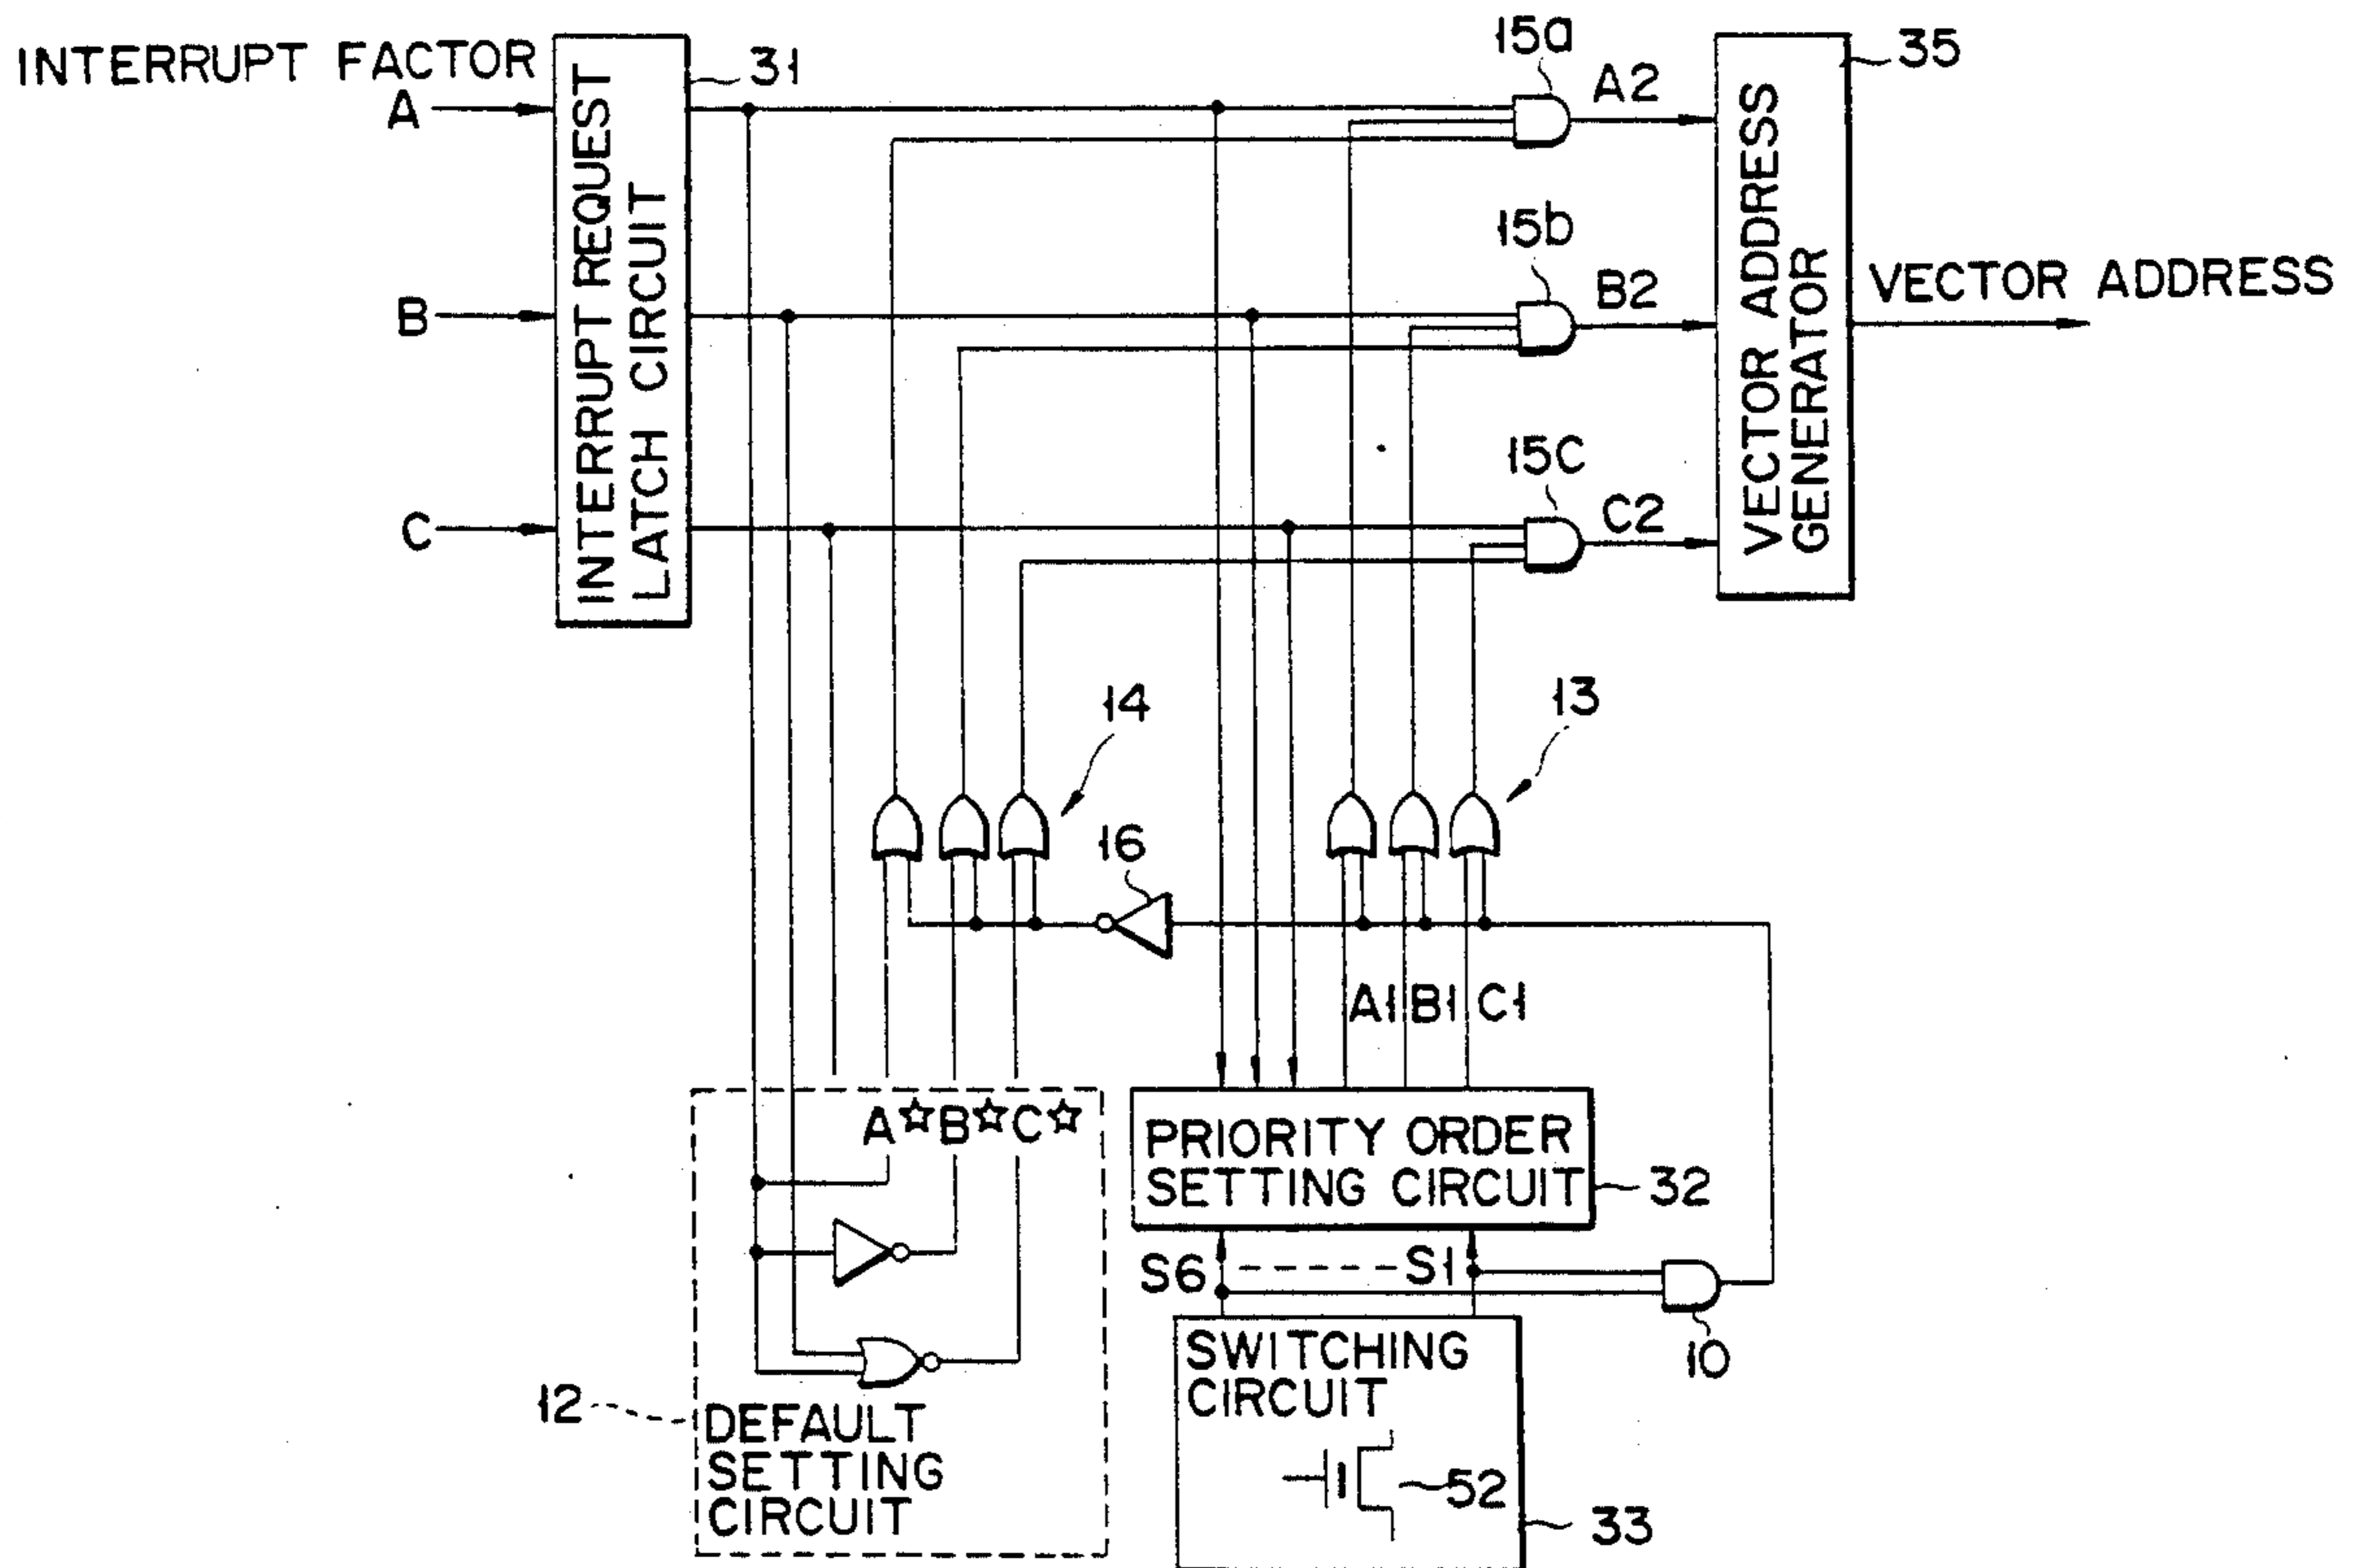 INTERRUPT FACTOR
A
B
C
INTERRUPT REQUEST
LATCH CIRCUIT
31
15a
A2
15b
B2
15C
C2
VECTOR ADDRESS
GENERATOR
35
VECTOR ADDRESS
14
13
16
A1 B1 C1
A☆B☆C☆
PRIORITY ORDER
SETTING CIRCUIT
32
S6 ----- S1
10
12
DEFAULT
SETTING
CIRCUIT
SWITCHING
CIRCUIT
52
33